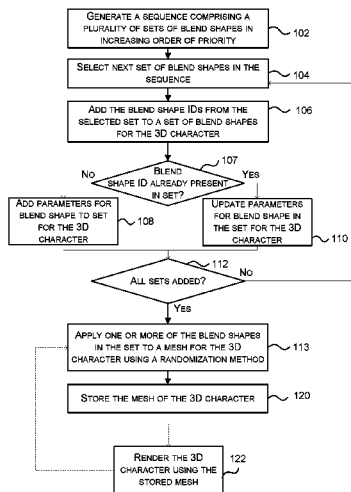 GENERATE A SEQUENCE COMPRISING A
PLURALITY OF SETS OF BLEND SHAPES IN
INCREASING ORDER OF PRIORITY
102
SELECT NEXT SET OF BLEND SHAPES IN THE
SEQUENCE
104
ADD THE BLEND SHAPE IDS FROM THE
SELECTED SET TO A SET OF BLEND SHAPES
FOR THE 3D CHARACTER
106
107
NO
BLEND
SHAPE ID ALREADY PRESENT
IN SET?
YES
ADD PARAMETERS FOR
BLEND SHAPE TO SET
FOR THE 3D
CHARACTER
108
UPDATE PARAMETERS
FOR BLEND SHAPE IN
THE SET FOR THE 3D
CHARACTER
110
112
ALL SETS ADDED?
NO
YES
APPLY ONE OR MORE OF THE BLEND SHAPES
IN THE SET TO A MESH FOR THE 3D
CHARACTER USING A RANDOMIZATION METHOD
113
STORE THE MESH OF THE 3D CHARACTER
120
RENDER THE 3D
CHARACTER USING THE
STORED MESH
122